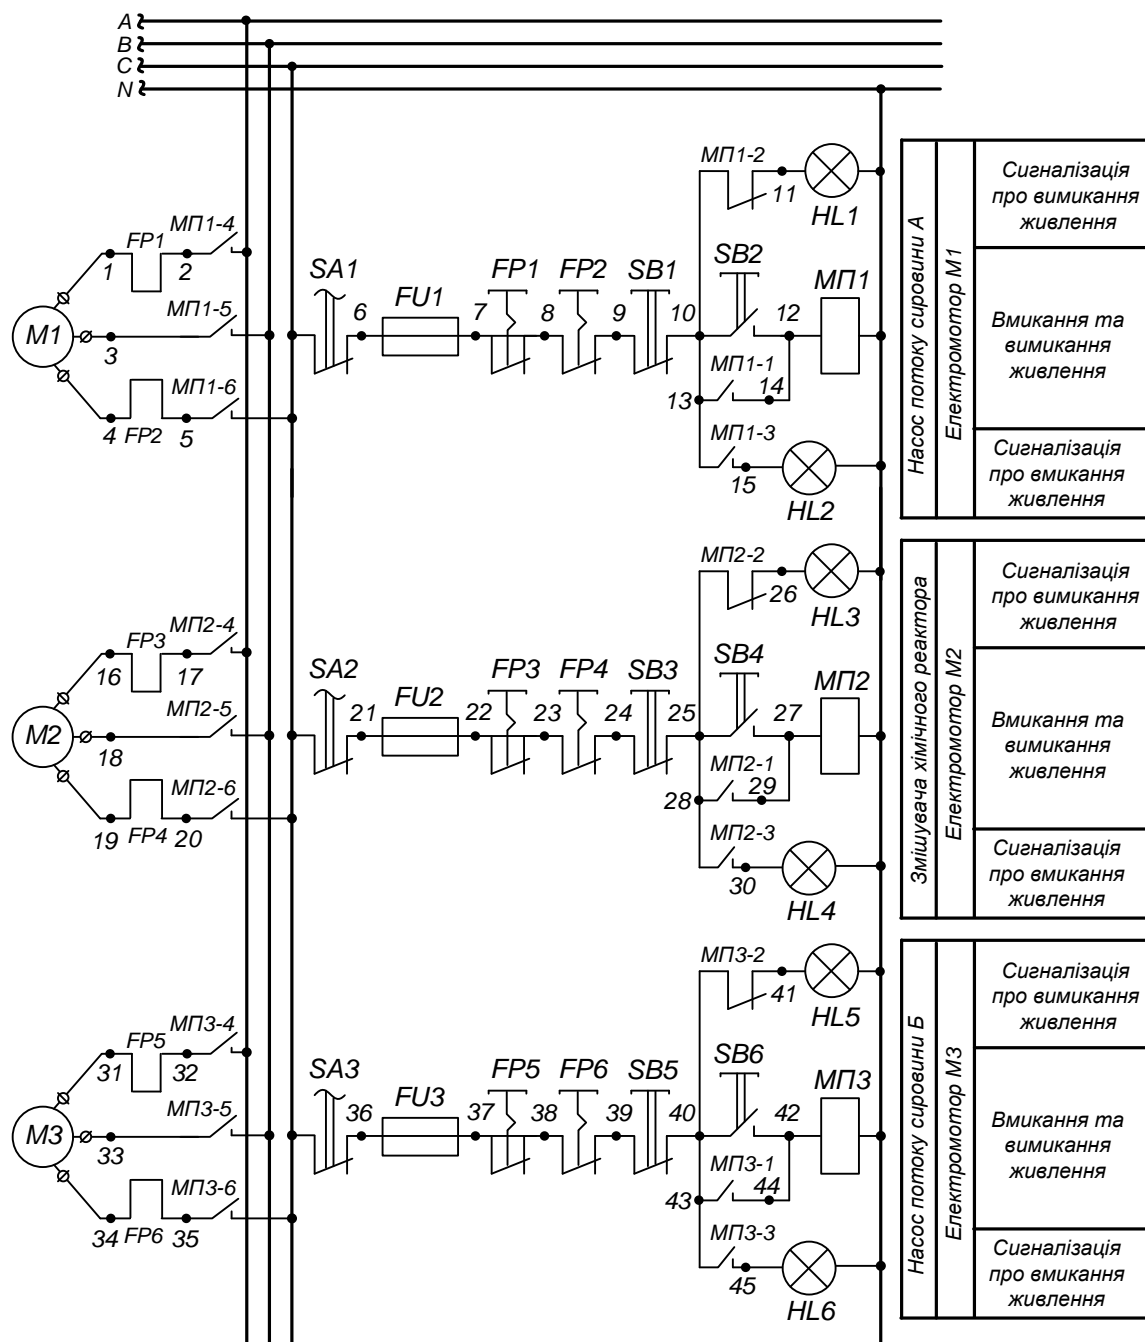 A
B
C
N
МП1-2
11
HL1
FP1
МП1-4
1
2
SA1
6
FU1
7
FP1
8
FP2
9
SB1
10
SB2
12
МП1
М1
МП1-5
3
МП1-6
4
FP2
5
МП1-1
13
14
МП1-3
15
HL2
Насос потоку сировини А
Електромотор М1
Сигналізація
про вимикання
живлення
Вмикання та
вимикання
живлення
Сигналізація
про вмикання
живлення
МП2-2
26
HL3
FP3
МП2-4
16
17
SA2
21
FU2
22
FP3
23
FP4
24
SB3
25
SB4
27
МП2
М2
МП2-5
18
МП2-6
19
FP4
20
МП2-1
28
29
МП2-3
30
HL4
Змішувача хімічного реактора
Електромотор М2
Сигналізація
про вимикання
живлення
Вмикання та
вимикання
живлення
Сигналізація
про вмикання
живлення
МП3-2
41
HL5
FP5
МП3-4
31
32
SA3
36
FU3
37
FP5
38
FP6
39
SB5
40
SB6
42
МП3
М3
МП3-5
33
МП3-6
34
FP6
35
МП3-1
43
44
МП3-3
45
HL6
Насос потоку сировини Б
Електромотор М3
Сигналізація
про вимикання
живлення
Вмикання та
вимикання
живлення
Сигналізація
про вмикання
живлення